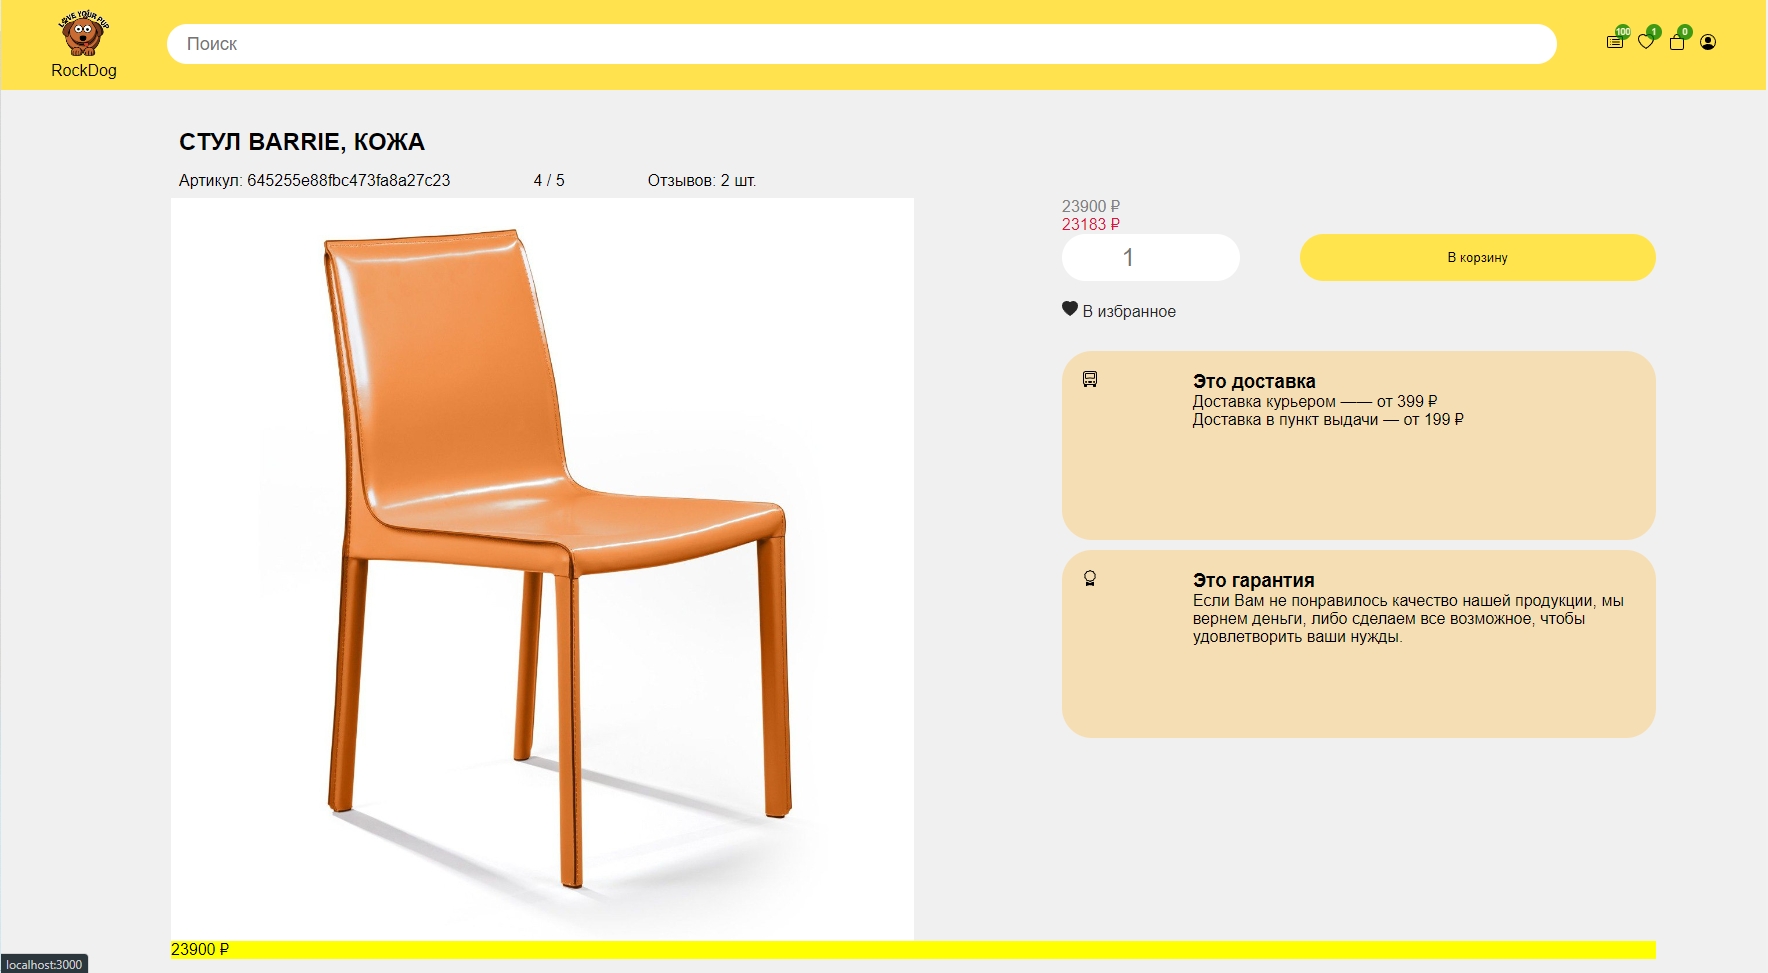 LOVE YOUR PUP
RockDog
Поиск
100
1
0
СТУЛ BARRIE, КОЖА
Артикул: 645255e88fbc473fa8a27c23
4 / 5
Отзывов: 2 шт.
23900 ₽
23183 ₽
1
В корзину
В избранное
Это доставка
Доставка курьером —— от 399 ₽
Доставка в пункт выдачи — от 199 ₽
Это гарантия
Если Вам не понравилось качество нашей продукции, мы
вернем деньги, либо сделаем все возможное, чтобы
удовлетворить ваши нужды.
23900 ₽
localhost:3000